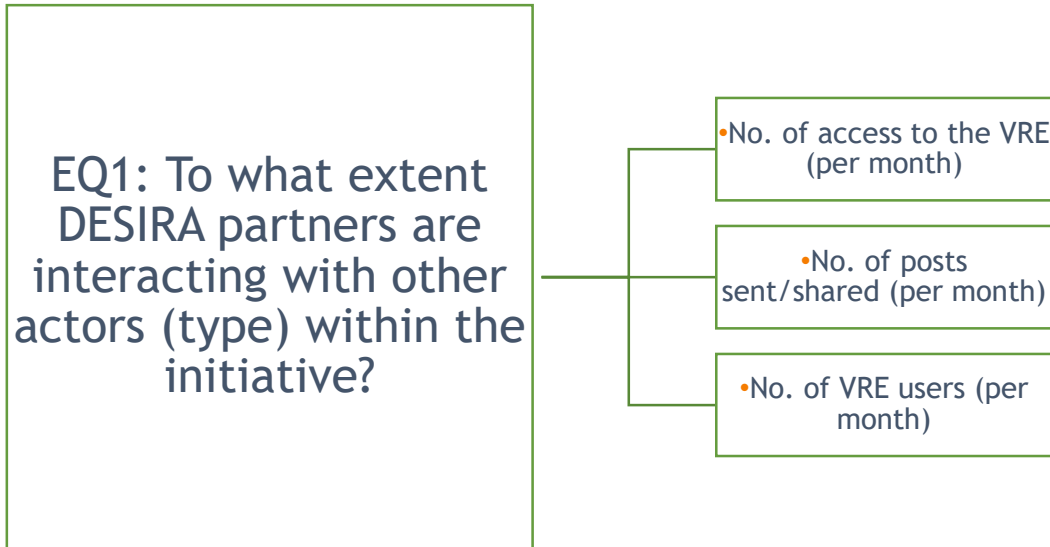 EQ1: To what extent
DESIRA partners are
interacting with other
actors (type) within the
initiative?
•No. of access to the VRE
(per month)
•No. of posts
sent/shared (per month)
•No. of VRE users (per
month)